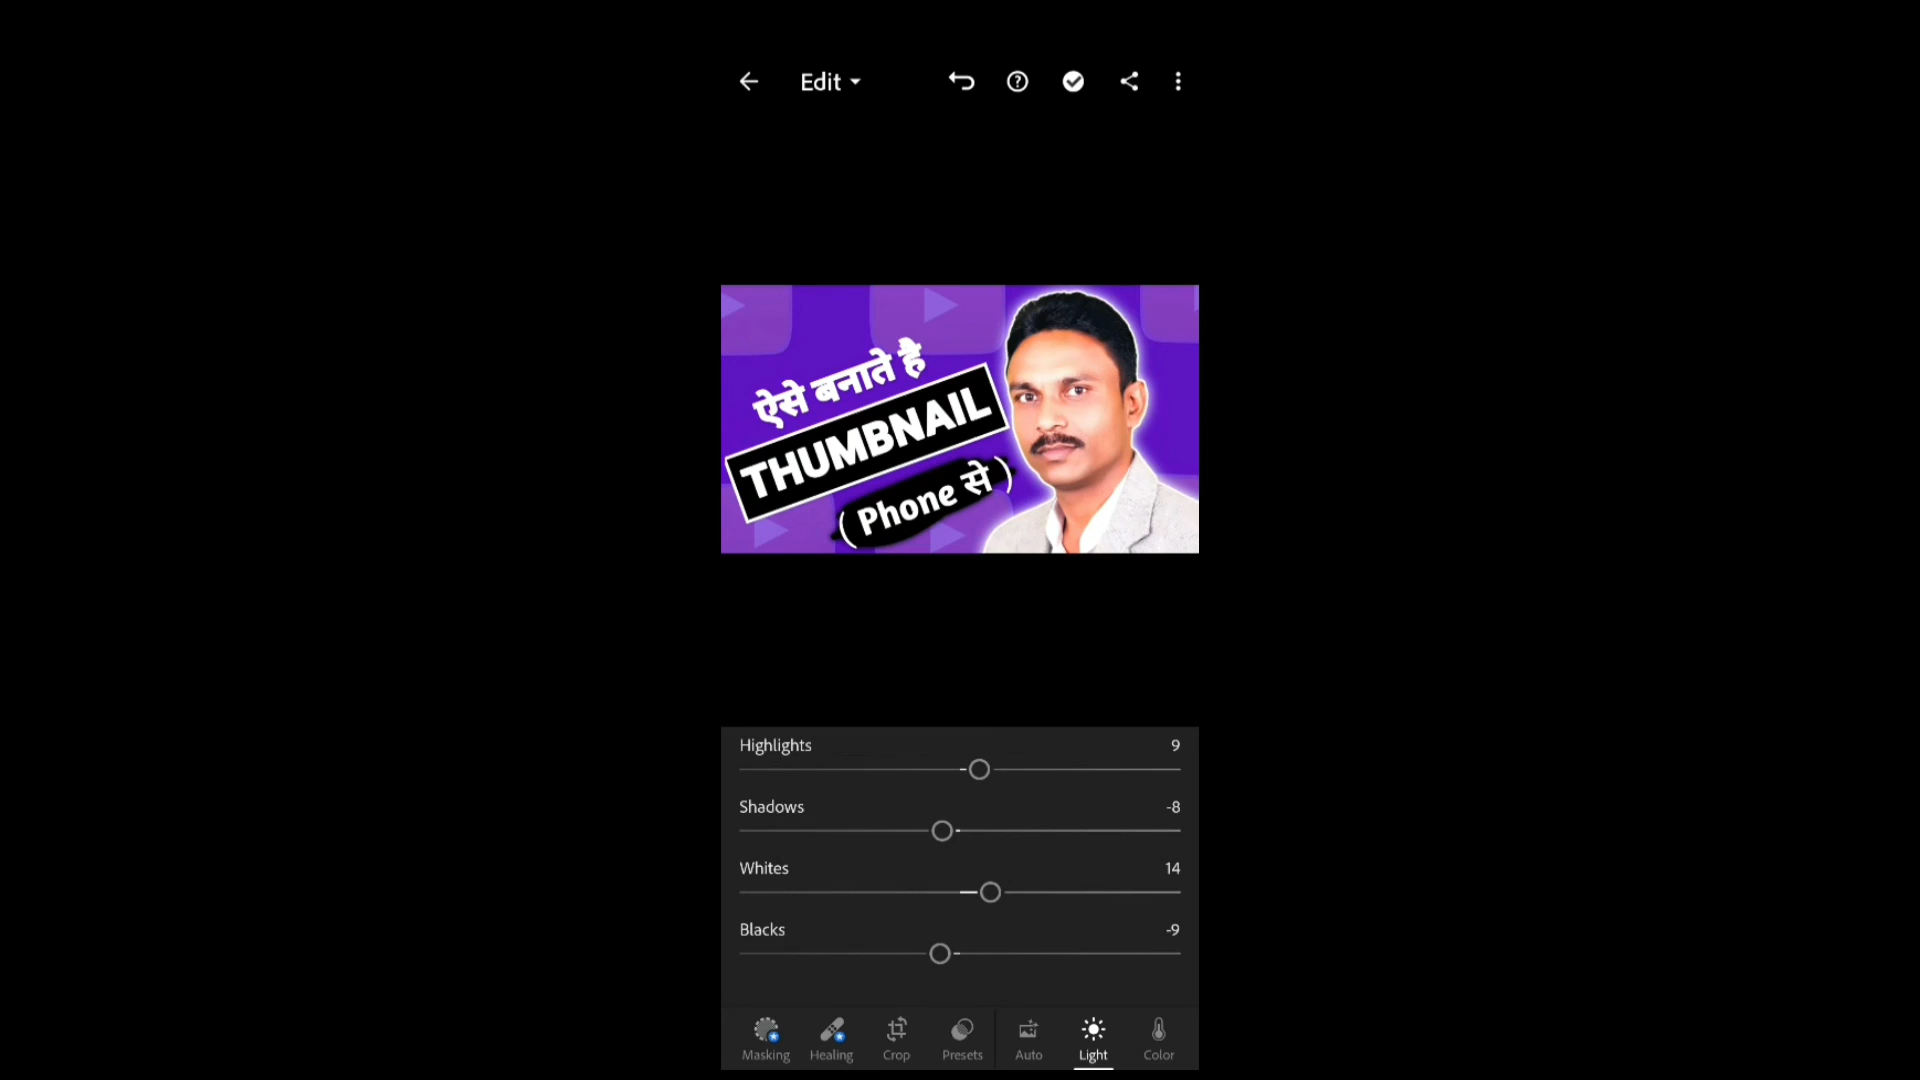 Edit
ऐसे बनाते है
THUMBNAIL
( Phone से )
Highlights 9
Shadows -8
Whites 14
Blacks -9
Masking Healing Crop Presets Auto Light Color